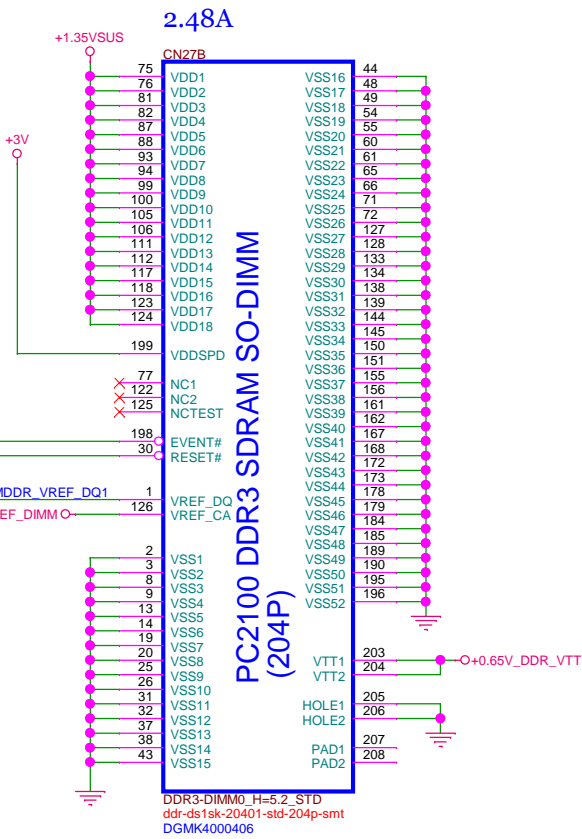 2.48A
+1.35VSUS
CN27B
+3V
75 VDD1
76 VDD2
81 VDD3
82 VDD4
87 VDD5
88 VDD6
93 VDD7
94 VDD8
99 VDD9
100 VDD10
105 VDD11
106 VDD12
111 VDD13
112 VDD14
117 VDD15
118 VDD16
123 VDD17
124 VDD18
199 VDDSPD
77 NC1
122 NC2
125 NCTEST
198 EVENT#
30 RESET#
MDDR_VREF_DQ1 1 VREF_DQ
EF_DIMM 126 VREF_CA
2 VSS1
3 VSS2
8 VSS3
9 VSS4
13 VSS5
14 VSS6
19 VSS7
20 VSS8
25 VSS9
26 VSS10
31 VSS11
32 VSS12
37 VSS13
38 VSS14
43 VSS15
PC2100 DDR3 SDRAM SO-DIMM
(204P)
VSS16 44
VSS17 48
VSS18 49
VSS19 54
VSS20 55
VSS21 60
VSS22 61
VSS23 65
VSS24 66
VSS25 71
VSS26 72
VSS27 127
VSS28 128
VSS29 133
VSS30 134
VSS31 138
VSS32 139
VSS33 144
VSS34 145
VSS35 150
VSS36 151
VSS37 155
VSS38 156
VSS39 161
VSS40 162
VSS41 167
VSS42 168
VSS43 172
VSS44 173
VSS45 178
VSS46 179
VSS47 184
VSS48 185
VSS49 189
VSS50 190
VSS51 195
VSS52 196
VTT1 203
VTT2 204
+0.65V_DDR_VTT
HOLE1 205
HOLE2 206
PAD1 207
PAD2 208
DDR3-DIMM0_H=5.2_STD
ddr-ds1sk-20401-std-204p-smt
DGMK4000406